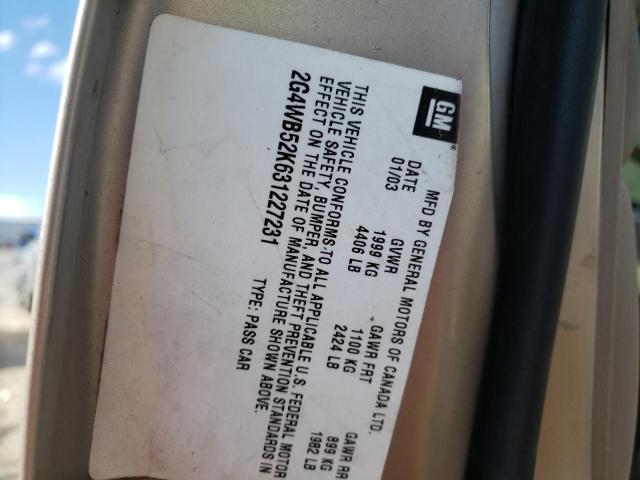 GM
MFD BY GENERAL MOTORS OF CANADA LTD.
DATE GVWR GAWR FRT GAWR RR
01/03 1999 KG 1100 KG 899 KG
4406 LB 2424 LB 1982 LB
THIS VEHICLE CONFORMS TO ALL APPLICABLE U.S. FEDERAL MOTOR
VEHICLE SAFETY, BUMPER, AND THEFT PREVENTION STANDARDS IN
EFFECT ON THE DATE OF MANUFACTURE SHOWN ABOVE.
2G4WB52K631227231 TYPE: PASS CAR